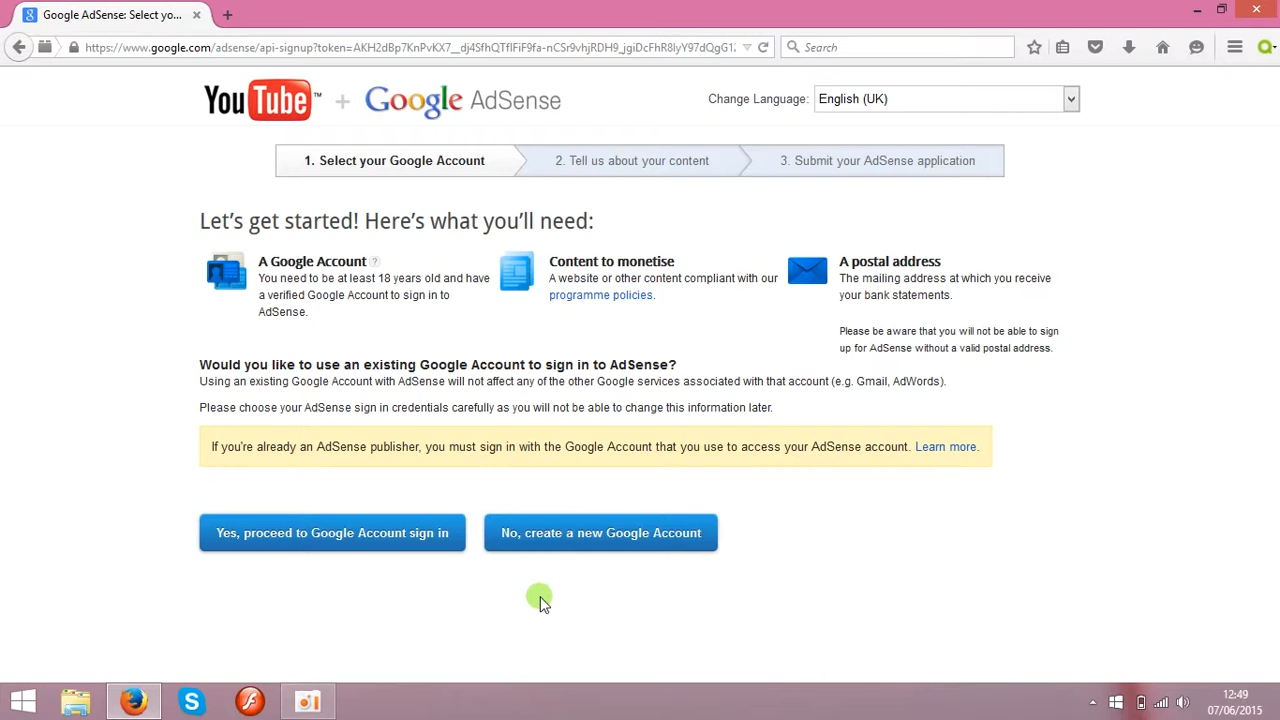 Google AdSense: Select yo...
https://www.google.com/adsense/api-signup?token=
Search
YouTube + Google AdSense
Change Language: English (UK)
1. Select your Google Account
2. Tell us about your content
3. Submit your AdSense application
Let's get started! Here's what you'll need:
A Google Account ?
You need to be at least 18 years old and have
a verified Google Account to sign in to
AdSense.
Content to monetise
A website or other content compliant with our
programme policies.
A postal address
The mailing address at which you receive
your bank statements.
Please be aware that you will not be able to sign
up for AdSense without a valid postal address.
Would you like to use an existing Google Account to sign in to AdSense?
Using an existing Google Account with AdSense will not affect any of the other Google services associated with that account (e.g. Gmail, AdWords).
Please choose your AdSense sign in credentials carefully as you will not be able to change this information later.
If you're already an AdSense publisher, you must sign in with the Google Account that you use to access your AdSense account. Learn more.
Yes, proceed to Google Account sign in
No, create a new Google Account
12:49
07/06/2015